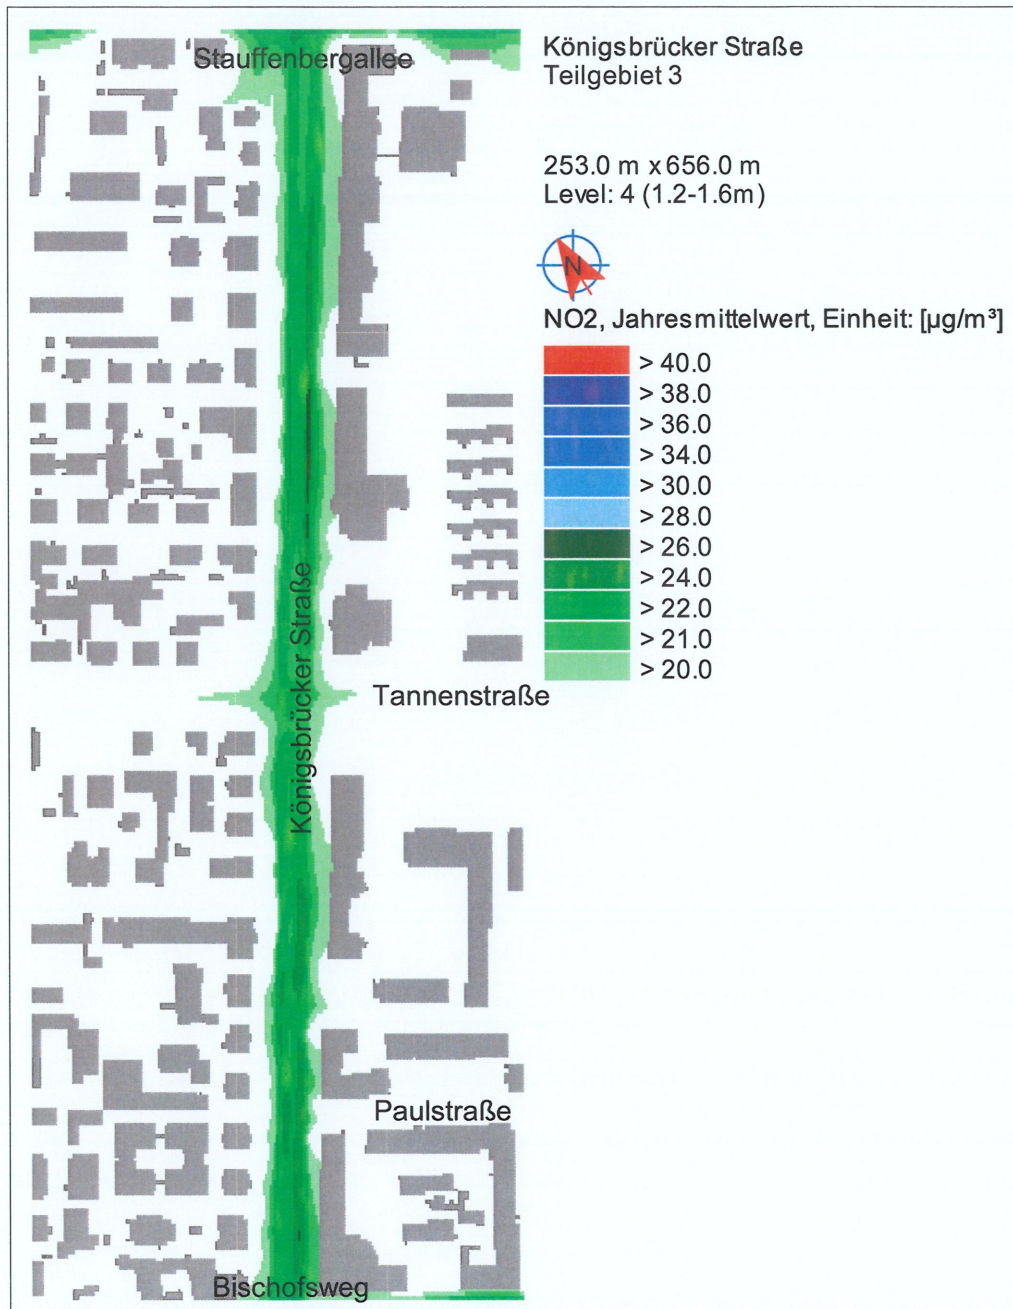 Stauffenbergallee
Königsbrücker Straße
Teilgebiet 3
253.0 m x 656.0 m
Level: 4 (1.2-1.6m)
N
NO2, Jahresmittelwert, Einheit: [µg/m³]
> 40.0
> 38.0
> 36.0
> 34.0
> 30.0
> 28.0
> 26.0
> 24.0
> 22.0
> 21.0
> 20.0
Königsbrücker Straße
Tannenstraße
Paulstraße
Bischofsweg